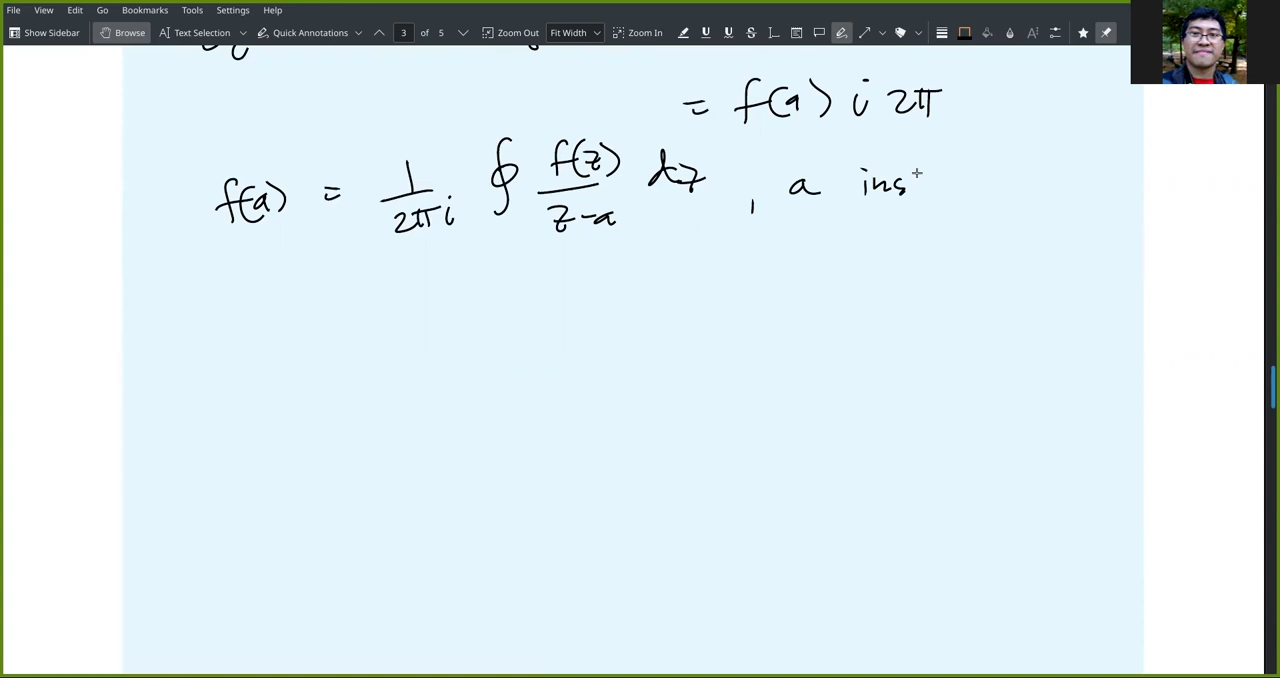 File Edit View Go Bookmarks Tools Settings Help
Show Sidebar Browse Text Selection Quick Annotations 3 of 5 Zoom Out Fit Width Zoom In
= f(a) i 2π
f(a) = 1/2πi ∮ f(z)/z-a dz , a ins